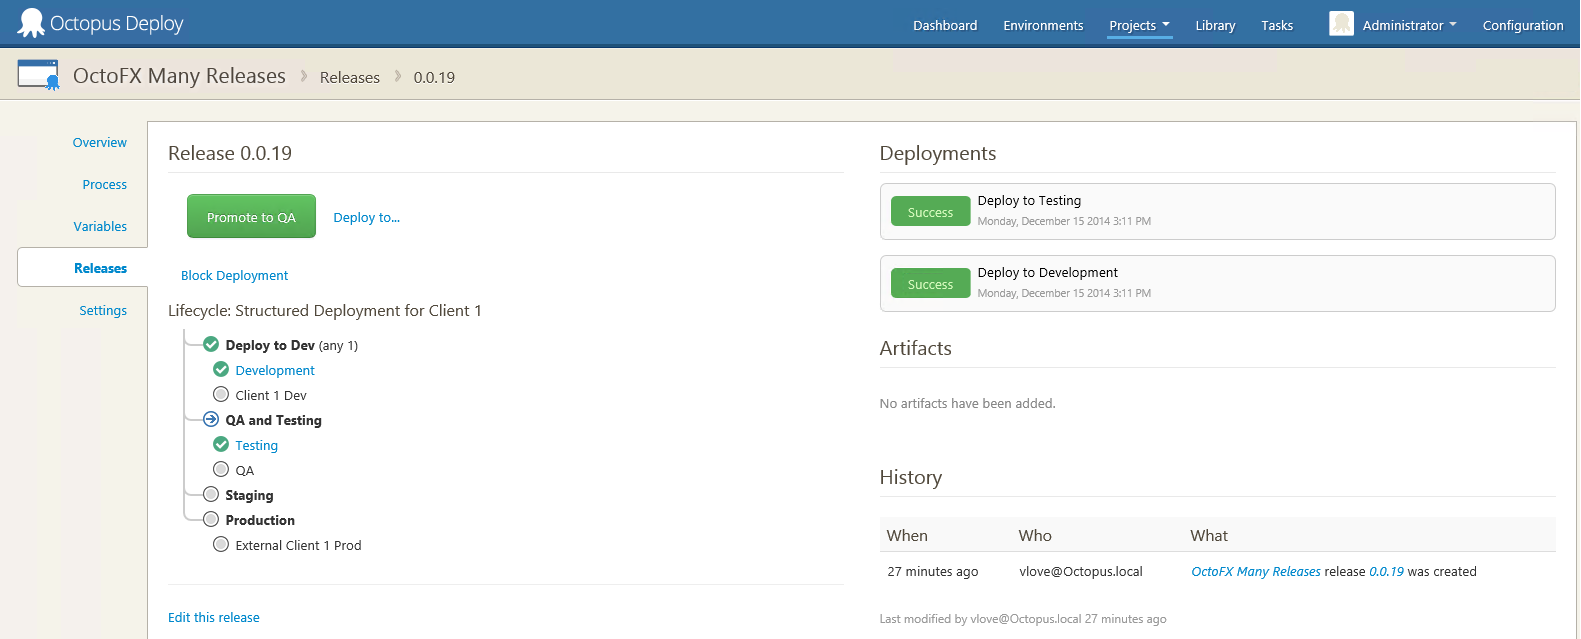 Octopus Deploy
Dashboard Environments Projects Library Tasks Administrator Configuration
OctoFX Many Releases Releases 0.0.19
Overview
Process
Variables
Releases
Settings
Release 0.0.19
Promote to QA Deploy to...
Block Deployment
Lifecycle: Structured Deployment for Client 1
Deploy to Dev (any 1)
Development
Client 1 Dev
QA and Testing
Testing
QA
Staging
Production
External Client 1 Prod
Edit this release
Deployments
Success Deploy to Testing
Monday, December 15 2014 3:11 PM
Success Deploy to Development
Monday, December 15 2014 3:11 PM
Artifacts
No artifacts have been added.
History
When Who What
27 minutes ago vlove@Octopus.local OctoFX Many Releases release 0.0.19 was created
Last modified by vlove@Octopus.local 27 minutes ago